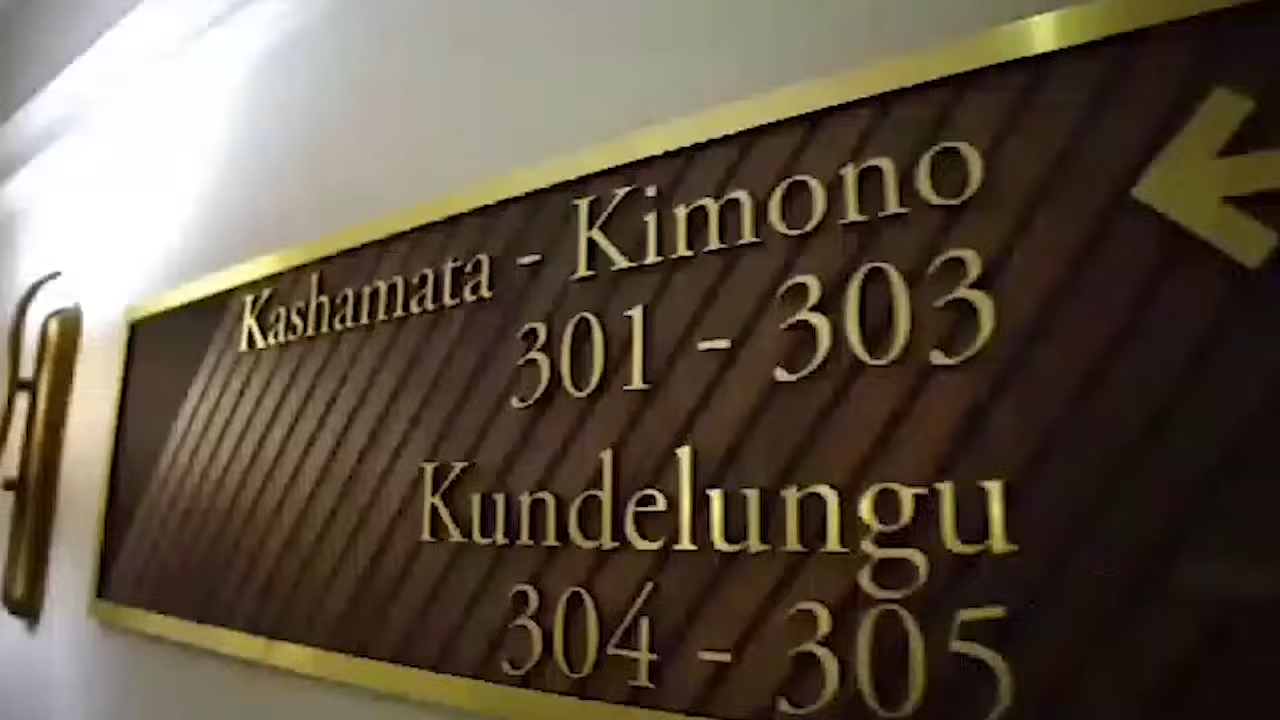 Kashamata - Kimono
301 - 303
Kundelungu
304 - 305